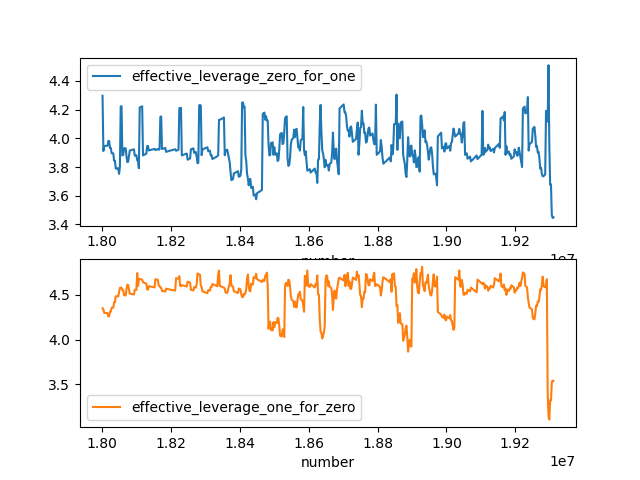 effective_leverage_zero_for_one
4.4
4.2
4.0
3.8
3.6
3.4
1.80 1.82 1.84 1.86 1.88 1.90 1.92
number
1e7
4.5
4.0
3.5
effective_leverage_one_for_zero
1.80 1.82 1.84 1.86 1.88 1.90 1.92
number
1e7